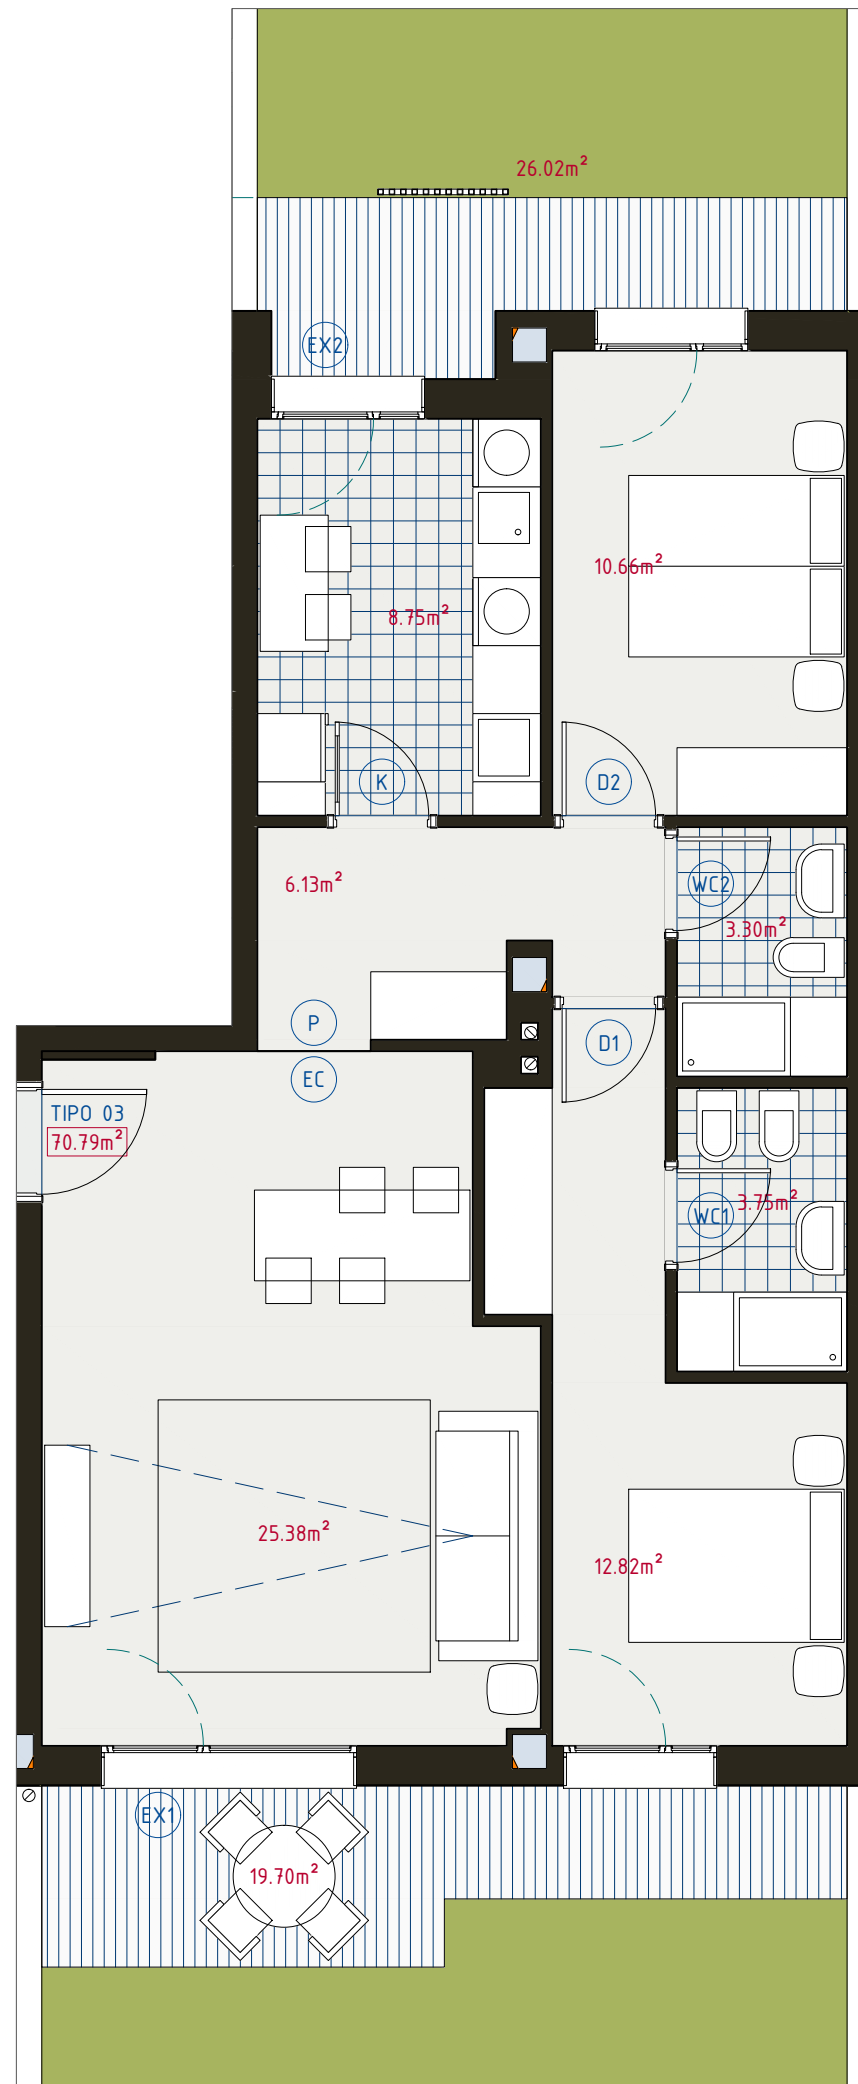 26.02m²
EX2
10.66m²
8.75m²
K
D2
6.13m²
WC2
3.30m²
P
D1
EC
TIPO 03
70.79m²
3.75m²
WC1
25.38m²
12.82m²
EX1
19.70m²